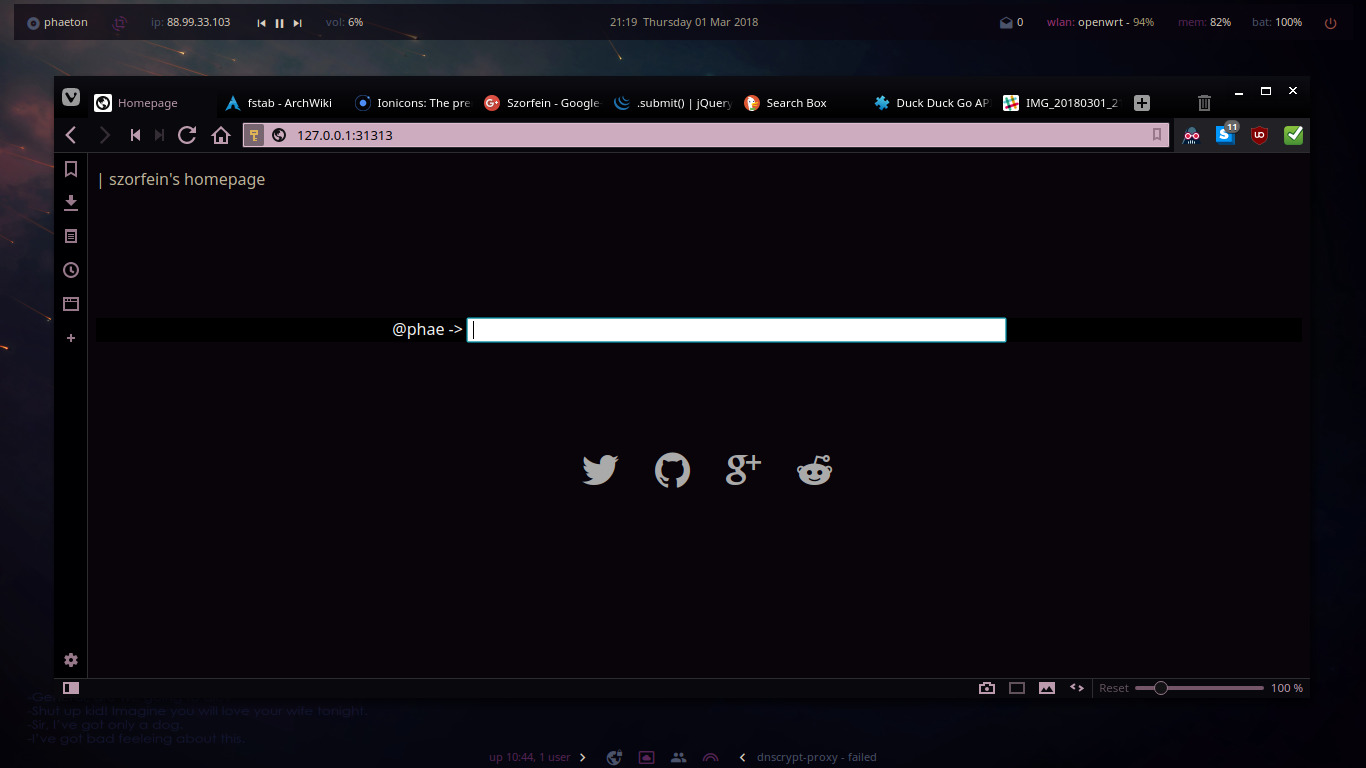 phaeton ip: 88.99.33.103 vol: 6% 21:19 Thursday 01 Mar 2018 0 wlan: openwrt - 94% mem: 82% bat: 100%
Homepage fstab - ArchWiki Ionicons: The pre Szorfein - Google .submit() | jQuery Search Box Duck Duck Go AP IMG_20180301_2
127.0.0.1:31313 11
| szorfein's homepage
@phae ->
Reset 100 %
-Shut up kid! Imagine you will love your wife tonight.
-Sir, I've got only a dog.
-I've got bad feeleing about this.
up 10:44, 1 user dnscrypt-proxy - failed